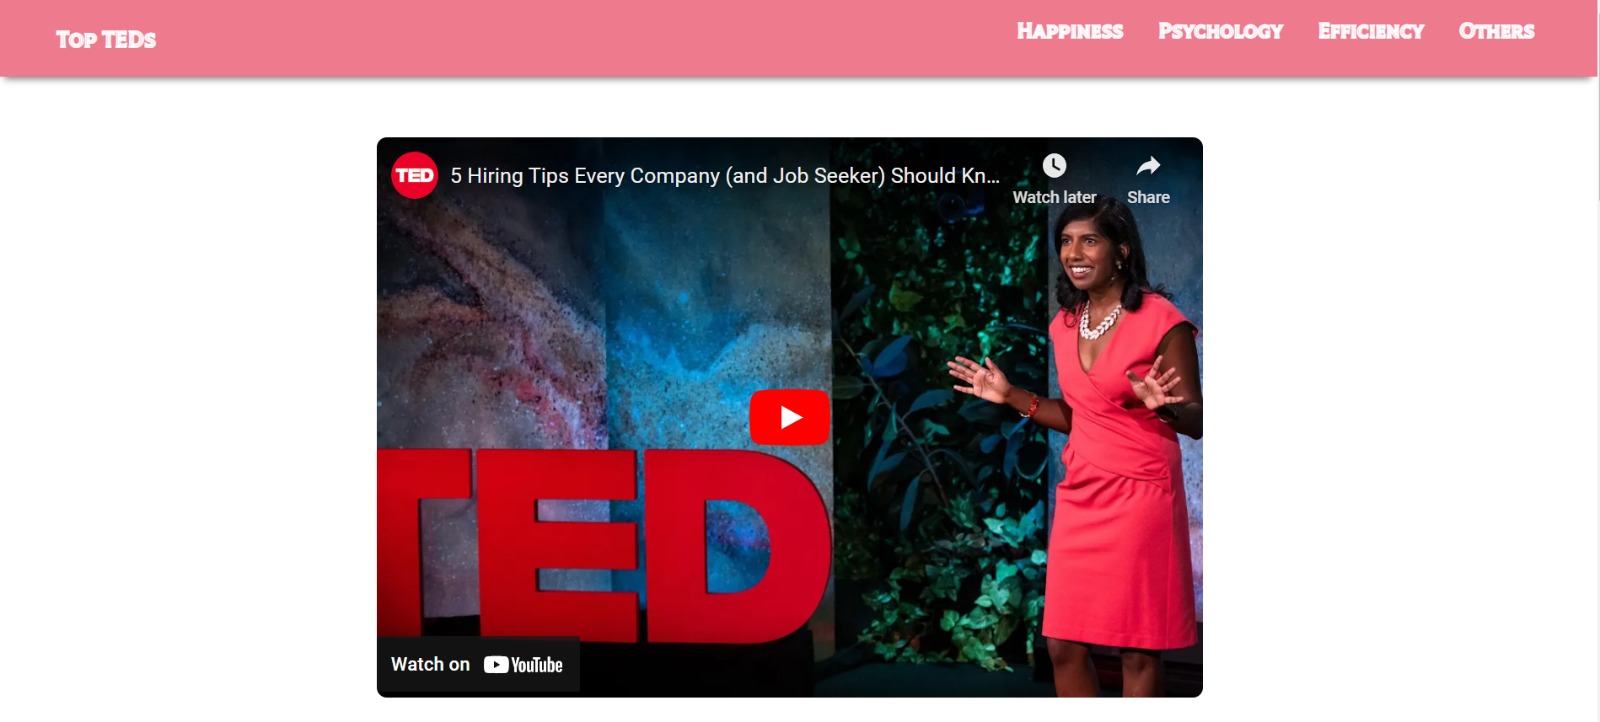 Top TEDs
Happiness Psychology Efficiency Others
TED 5 Hiring Tips Every Company (and Job Seeker) Should Kn...
Watch later Share
TED
Watch on YouTube